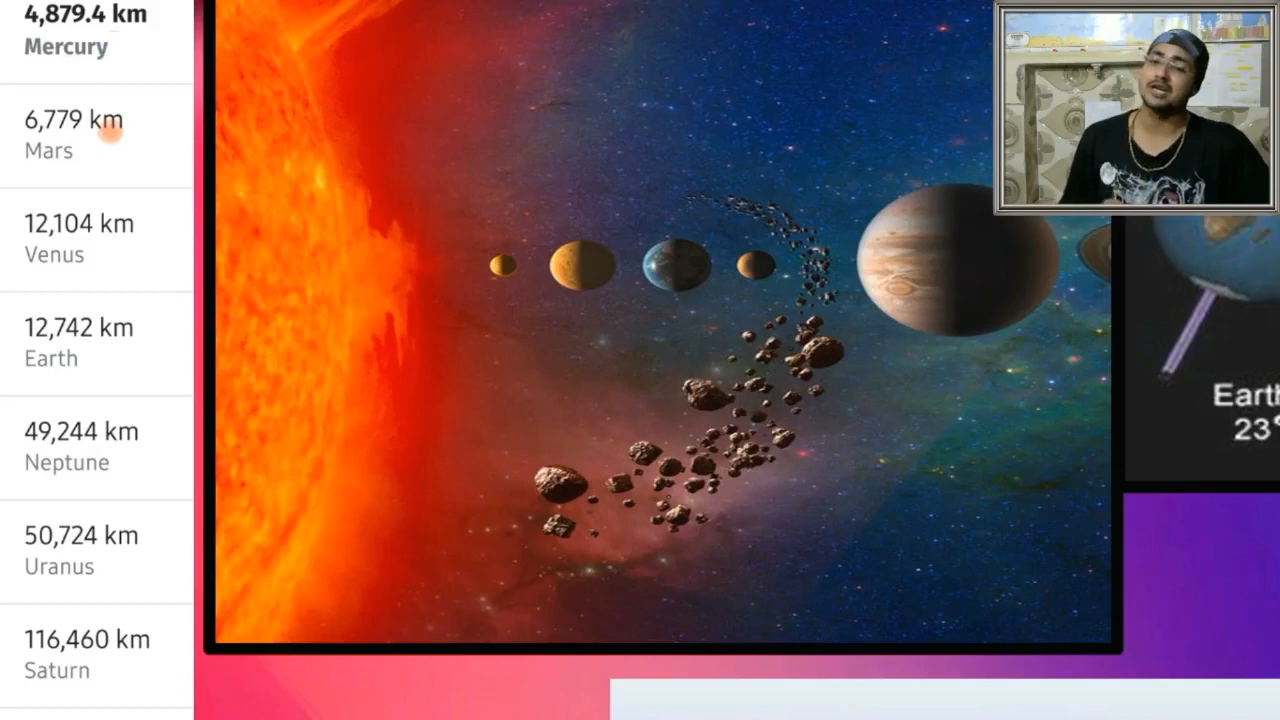 4,879.4 km
Mercury
6,779 km
Mars
12,104 km
Venus
12,742 km
Earth
49,244 km
Neptune
50,724 km
Uranus
116,460 km
Saturn
Earth
23°